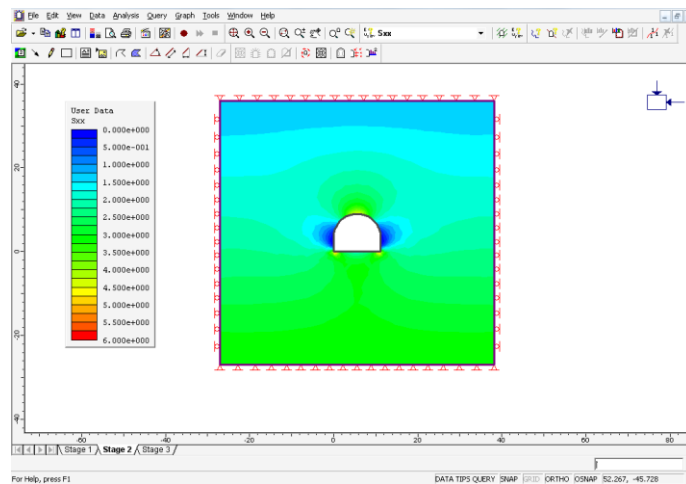 File Edit View Data Analysis Query Graph Tools Window Help
Sxx
40
20
0
-20
-40
User Data
Sxx
0.000e+000
5.000e-001
1.000e+000
1.500e+000
2.000e+000
2.500e+000
3.000e+000
3.500e+000
4.000e+000
4.500e+000
5.000e+000
5.500e+000
6.000e+000
-60 -40 -20 0 20 40 60 80
Stage 1 Stage 2 Stage 3
For Help, press F1 DATA TIPS QUERY SNAP GRID ORTHO OSNAP 52.267, -45.728